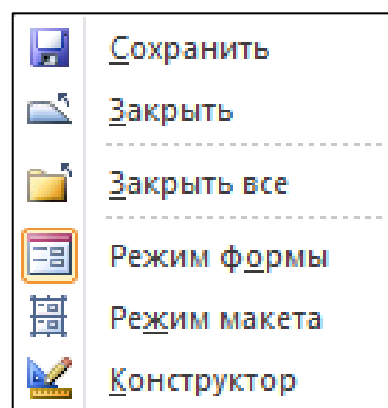 Сохранить
Закрыть
Закрыть все
Режим формы
Режим макета
Конструктор